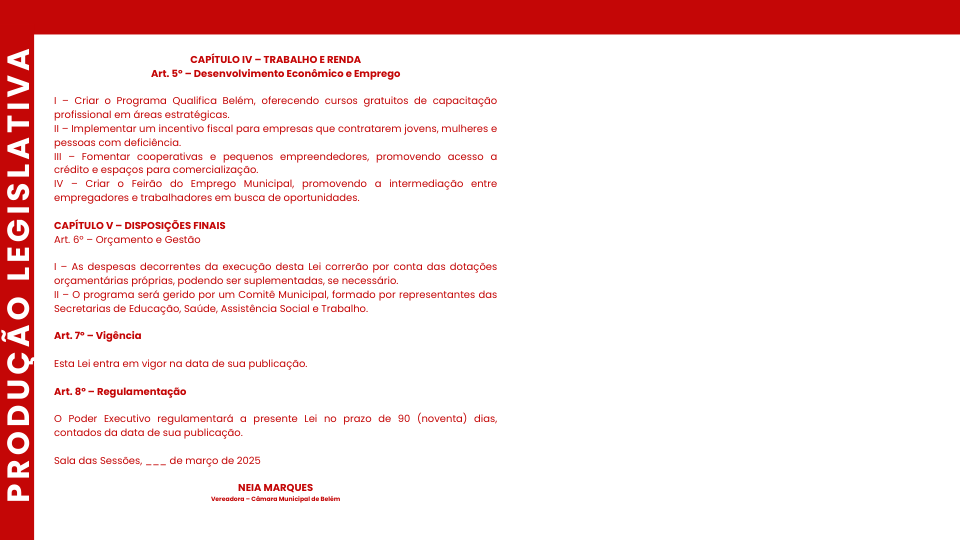 PRODUÇÃO LEGISLATIVA
CAPÍTULO IV – TRABALHO E RENDA
Art. 5º – Desenvolvimento Econômico e Emprego
I – Criar o Programa Qualifica Belém, oferecendo cursos gratuitos de capacitação
profissional em áreas estratégicas.
II – Implementar um incentivo fiscal para empresas que contratarem jovens, mulheres e
pessoas com deficiência.
III – Fomentar cooperativas e pequenos empreendedores, promovendo acesso a
crédito e espaços para comercialização.
IV – Criar o Feirão do Emprego Municipal, promovendo a intermediação entre
empregadores e trabalhadores em busca de oportunidades.
CAPÍTULO V – DISPOSIÇÕES FINAIS
Art. 6º – Orçamento e Gestão
I – As despesas decorrentes da execução desta Lei correrão por conta das dotações
orçamentárias próprias, podendo ser suplementadas, se necessário.
II – O programa será gerido por um Comitê Municipal, formado por representantes das
Secretarias de Educação, Saúde, Assistência Social e Trabalho.
Art. 7º – Vigência
Esta Lei entra em vigor na data de sua publicação.
Art. 8º – Regulamentação
O Poder Executivo regulamentará a presente Lei no prazo de 90 (noventa) dias,
contados da data de sua publicação.
Sala das Sessões, ___ de março de 2025
NEIA MARQUES
Vereadora – Câmara Municipal de Belém